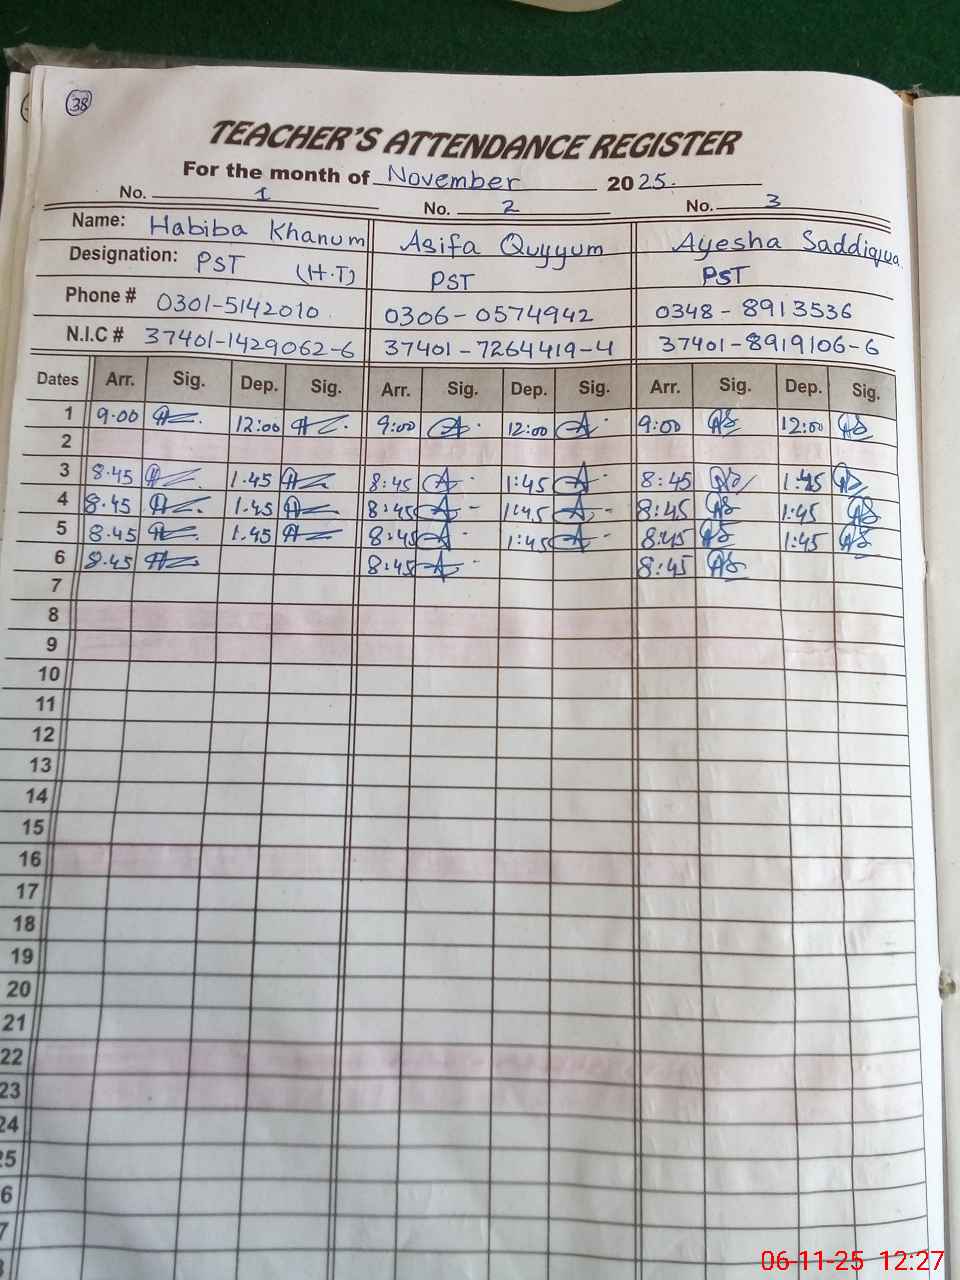 38
TEACHER'S ATTENDANCE REGISTER
For the month of November 2025.
No. 1 No. 2 No. 3
Name: Habiba Khanum Asifa Quyyum Ayesha Saddiqua
Designation: PST (H.T) PST PST
Phone # 0301-5142010 0306-0574942 0348-8913536
N.I.C # 37401-1429062-6 37401-7264419-4 37401-8919106-6
Dates Arr. Sig. Dep. Sig. Arr. Sig. Dep. Sig. Arr. Sig. Dep. Sig.
1 9.00 12:00 9:00 12:00 9:00 12:00
2
3 8.45 1.45 8:45 1:45 8:45 1:45
4 8.45 1.45 8:45 1:45 8:45 1:45
5 8.45 1.45 8:45 1:45 8:45 1:45
6 8.45 8:45 8:45
7
8
9
10
11
12
13
14
15
16
17
18
19
20
21
22
23
24
25
6
7
06-11-25 12:27